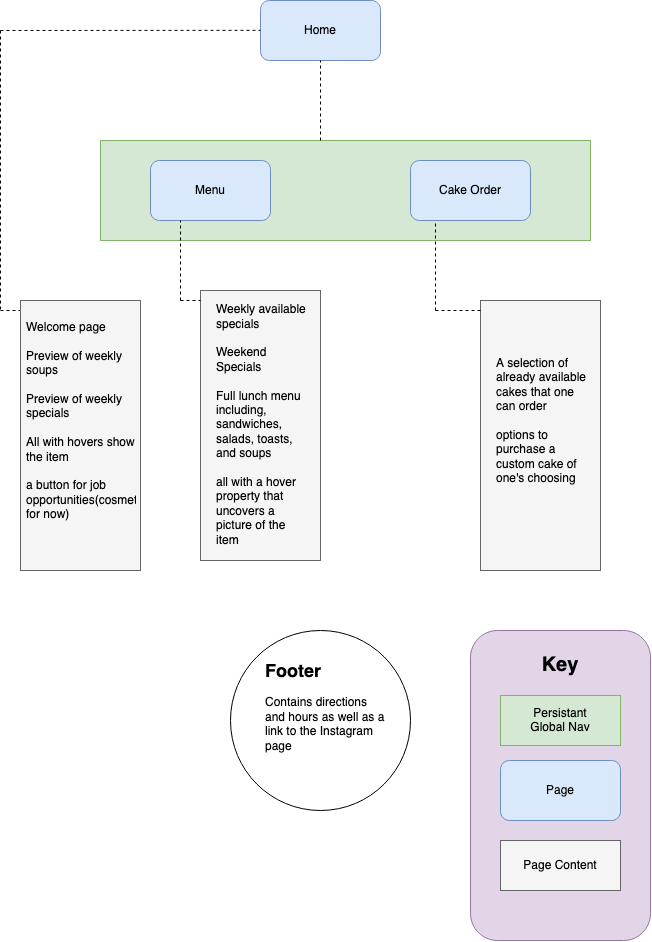 Home
Menu
Cake Order
Welcome page
Preview of weekly
soups
Preview of weekly
specials
All with hovers show
the item
a button for job
opportunities(cosmet
for now)
Weekly available
specials
Weekend
Specials
Full lunch menu
including,
sandwiches,
salads, toasts,
and soups
all with a hover
property that
uncovers a
picture of the
item
A selection of
already available
cakes that one
can order
options to
purchase a
custom cake of
one's choosing
Footer
Contains directions
and hours as well as a
link to the Instagram
page
Key
Persistant
Global Nav
Page
Page Content